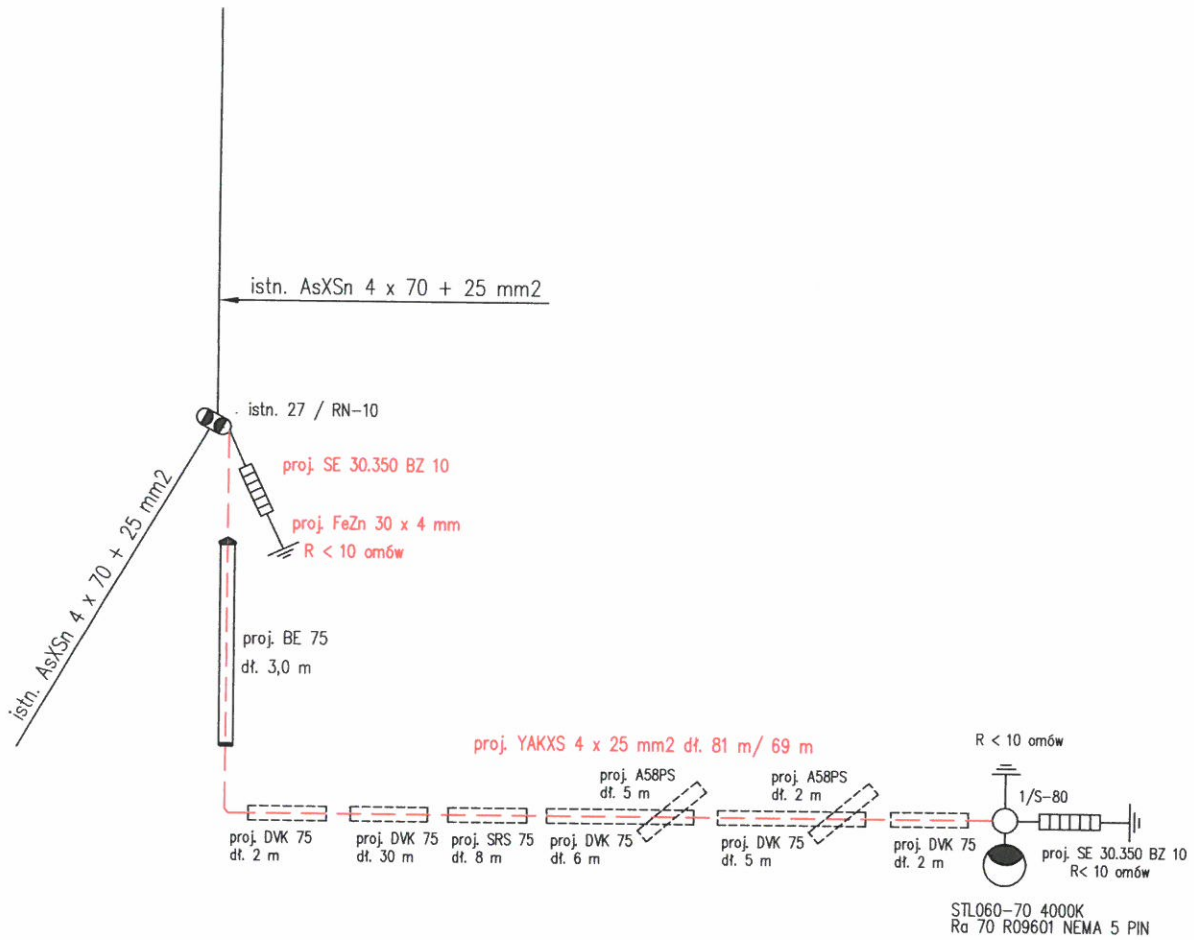 istn. AsXSn 4 x 70 + 25 mm2
istn. 27 / RN-10
proj. SE 30.350 BZ 10
proj. FeZn 30 x 4 mm
R < 10 omów
istn. AsXSn 4 x 70 + 25 mm2
proj. BE 75
dł. 3,0 m
proj. YAKXS 4 x 25 mm2 dł. 81 m/ 69 m
proj. A58PS
dł. 5 m
proj. A58PS
dł. 2 m
R < 10 omów
1/S-80
proj. DVK 75
dł. 2 m
proj. DVK 75
dł. 30 m
proj. SRS 75
dł. 8 m
proj. DVK 75
dł. 6 m
proj. DVK 75
dł. 5 m
proj. DVK 75
dł. 2 m
proj. SE 30.350 BZ 10
R< 10 omów
STL060-70 4000K
Ra 70 R09601 NEMA 5 PIN